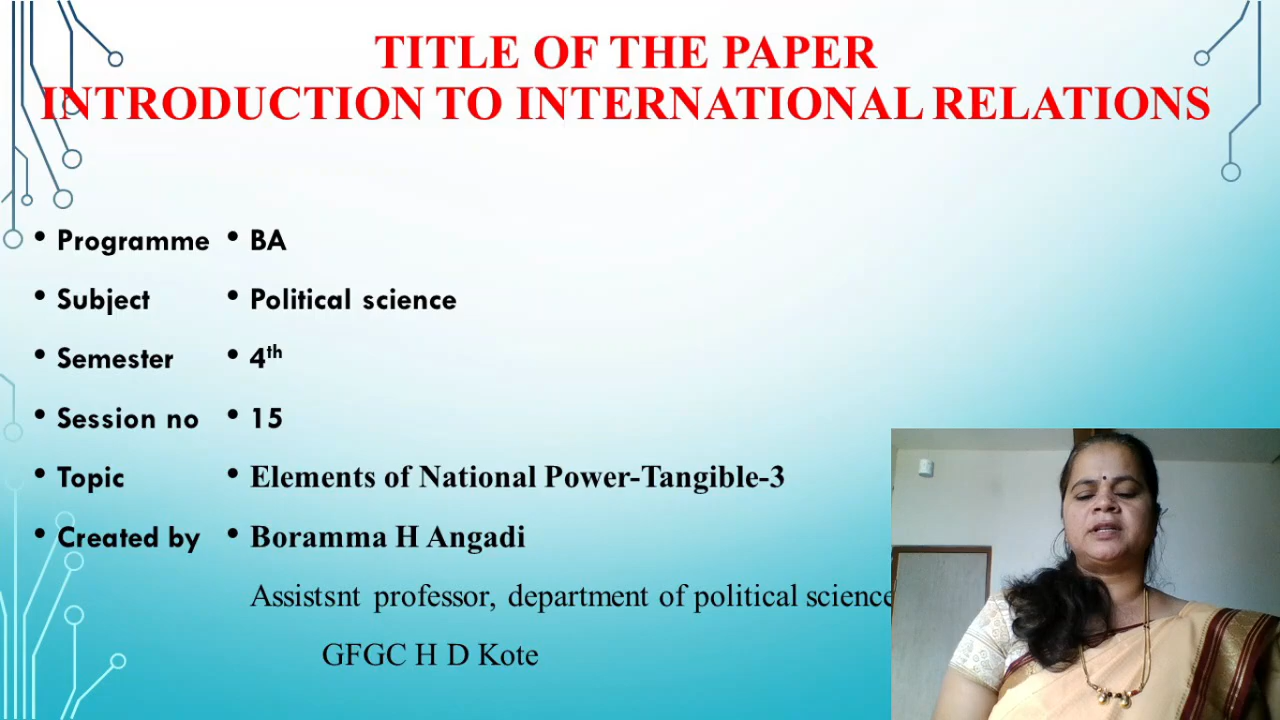 TITLE OF THE PAPER
INTRODUCTION TO INTERNATIONAL RELATIONS
• Programme • BA
• Subject • Political science
• Semester • 4th
• Session no • 15
• Topic • Elements of National Power-Tangible-3
• Created by • Boramma H Angadi
Assistsnt professor, department of political science
GFGC H D Kote